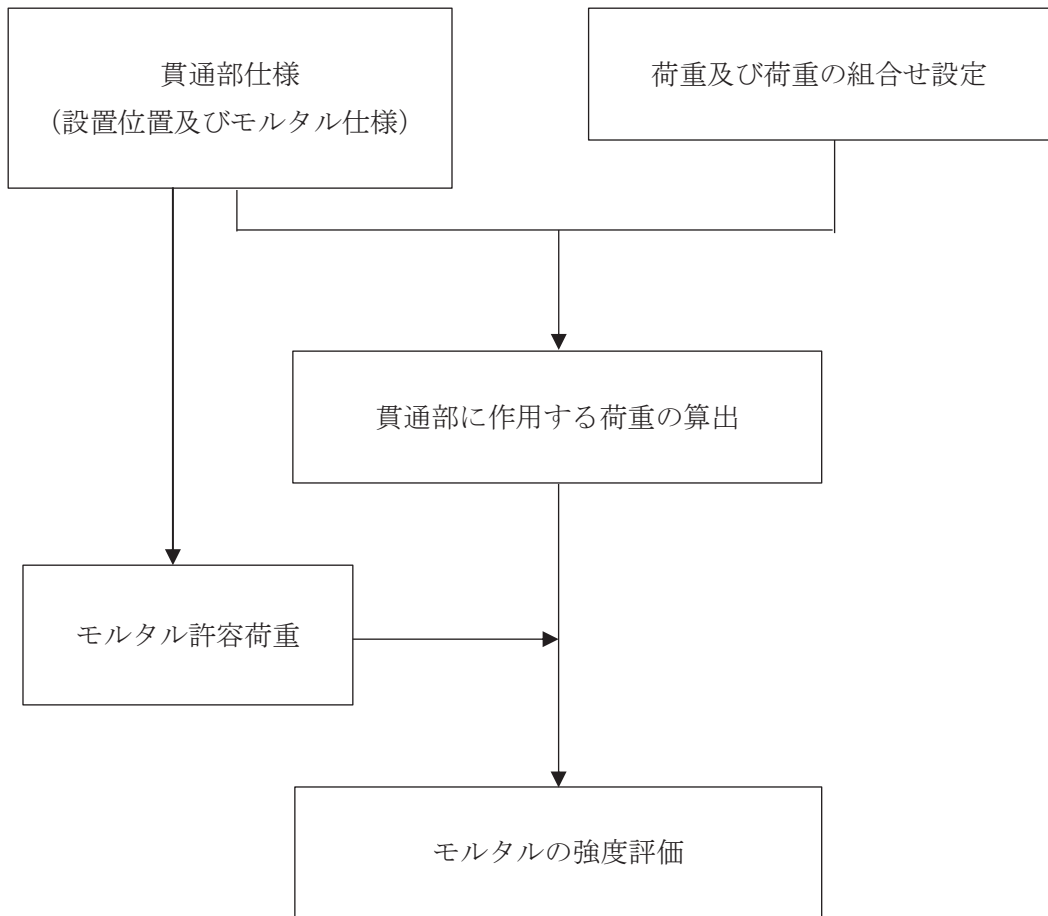 貫通部仕様
（設置位置及びモルタル仕様）
荷重及び荷重の組合せ設定
貫通部に作用する荷重の算出
モルタル許容荷重
モルタルの強度評価